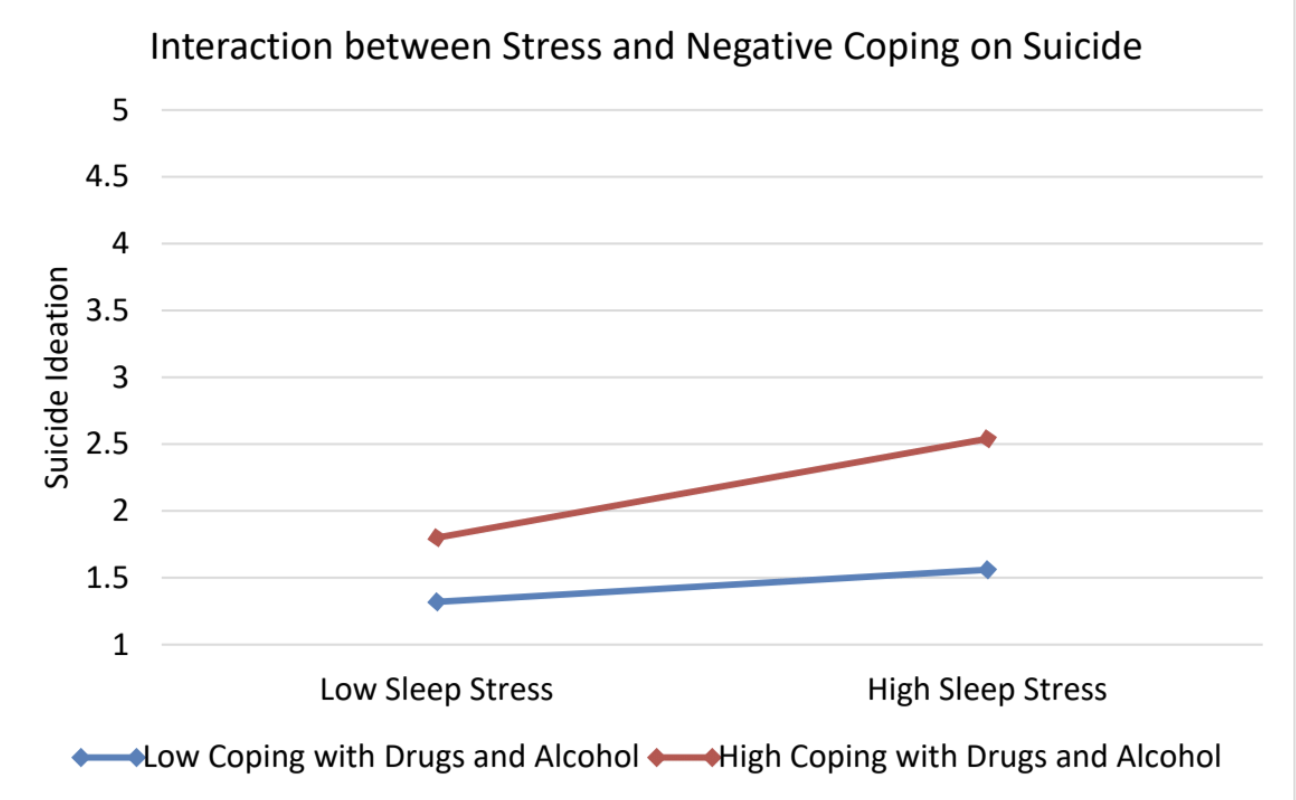 Interaction between Stress and Negative Coping on Suicide
5
4.5
4
3.5
3
2.5
2
1.5
1
Suicide Ideation
Low Sleep Stress
High Sleep Stress
Low Coping with Drugs and Alcohol
High Coping with Drugs and Alcohol